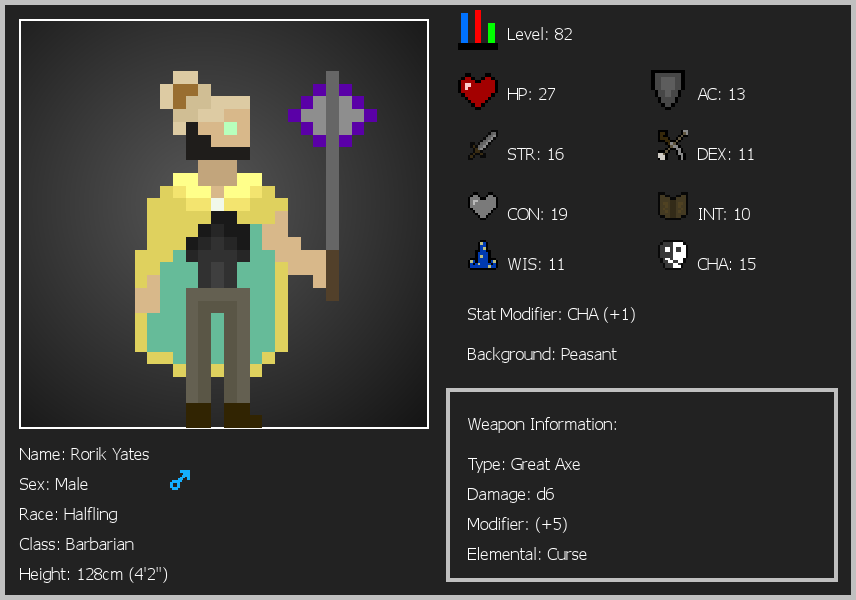 Level: 82
HP: 27
AC: 13
STR: 16
DEX: 11
CON: 19
INT: 10
WIS: 11
CHA: 15
Stat Modifier: CHA (+1)
Background: Peasant
Weapon Information:
Type: Great Axe
Damage: d6
Modifier: (+5)
Elemental: Curse
Name: Rorik Yates
Sex: Male
Race: Halfling
Class: Barbarian
Height: 128cm (4'2")